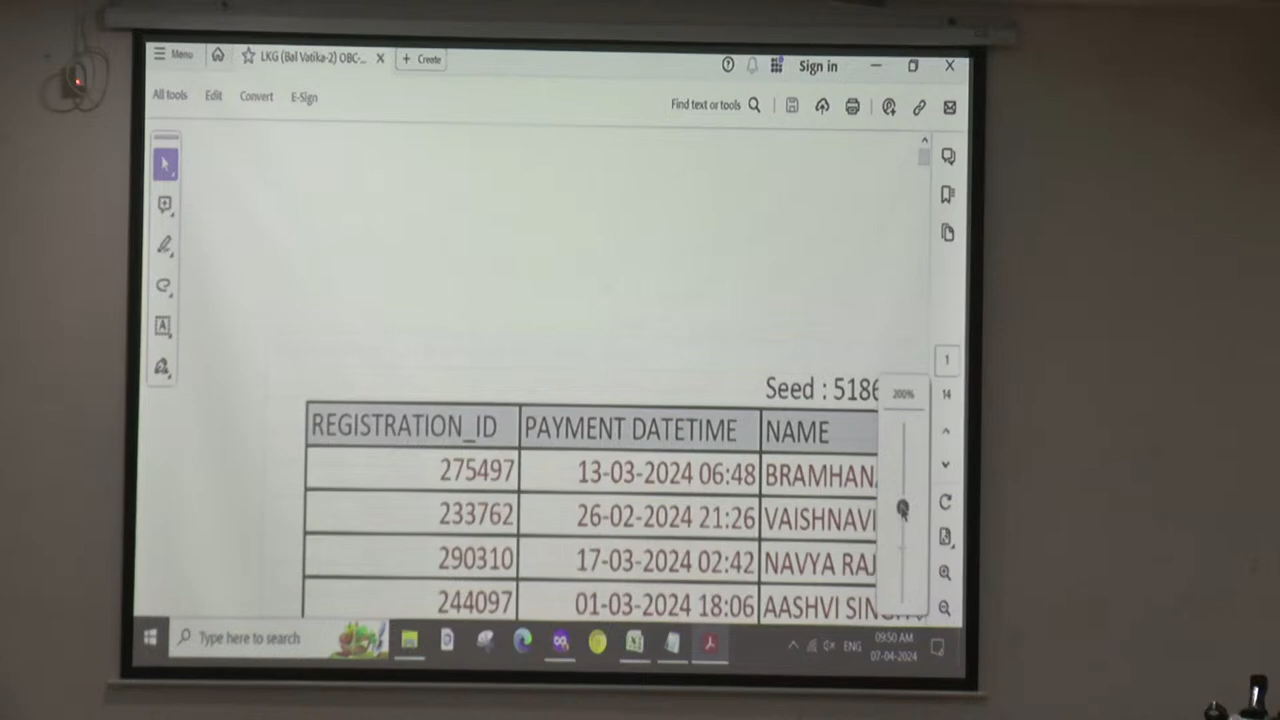 Menu
LKG (Bal Vatika-2) OBC-...
Create
Sign in
All tools
Edit
Convert
E-Sign
Find text or tools
Seed : 5186
200%
1
14
REGISTRATION_ID PAYMENT DATETIME NAME
275497 13-03-2024 06:48 BRAMHAN
233762 26-02-2024 21:26 VAISHNAVI
290310 17-03-2024 02:42 NAVYA RAJ
244097 01-03-2024 18:06 AASHVI
Type here to search
ENG
09:50 AM
07-04-2024